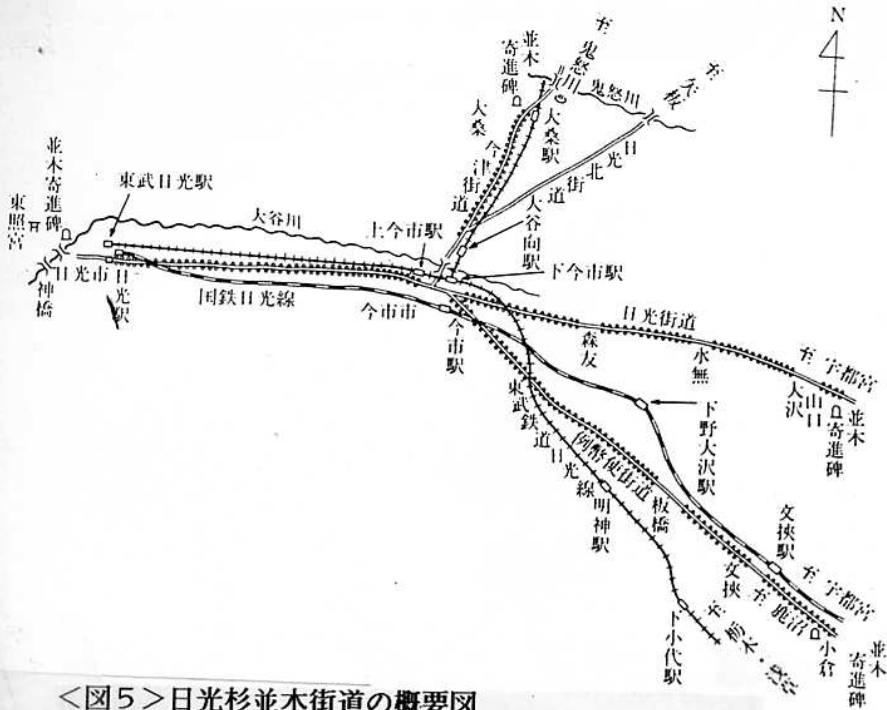 N
並木
寄進碑
至鬼怒川
鬼怒川
至矢板
大桑
大桑駅
今津街道
日光北街道
大谷向駅
並木寄進碑
東照宮
東武日光駅
大谷川
上今市駅
下今市駅
日光市
日光駅
神橋
国鉄日光線
今市市
今市駅
日光街道
森友
水無
大沢
山口
至宇都宮
並木
寄進碑
東武鉄道日光線
例幣使街道
下野大沢駅
板橋
明神駅
文挾駅
文挾
至宇都宮
至鹿沼
小倉
並木
寄進碑
下小代駅
至栃木・
<図5>日光杉並木街道の概要図